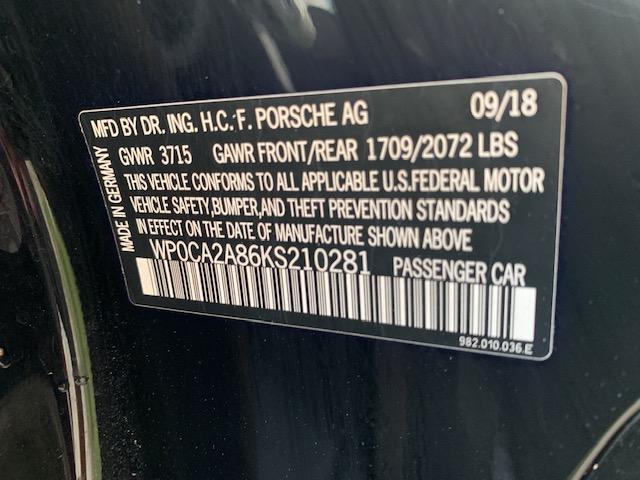 MFD BY DR. ING. H.C. F. PORSCHE AG 09/18
GVWR 3715 GAWR FRONT/REAR 1709/2072 LBS
THIS VEHICLE CONFORMS TO ALL APPLICABLE U.S.FEDERAL MOTOR
VEHICLE SAFETY,BUMPER,AND THEFT PREVENTION STANDARDS
IN EFFECT ON THE DATE OF MANUFACTURE SHOWN ABOVE
WP0CA2A86KS210281 PASSENGER CAR
982.010.036.E
MADE IN GERMANY